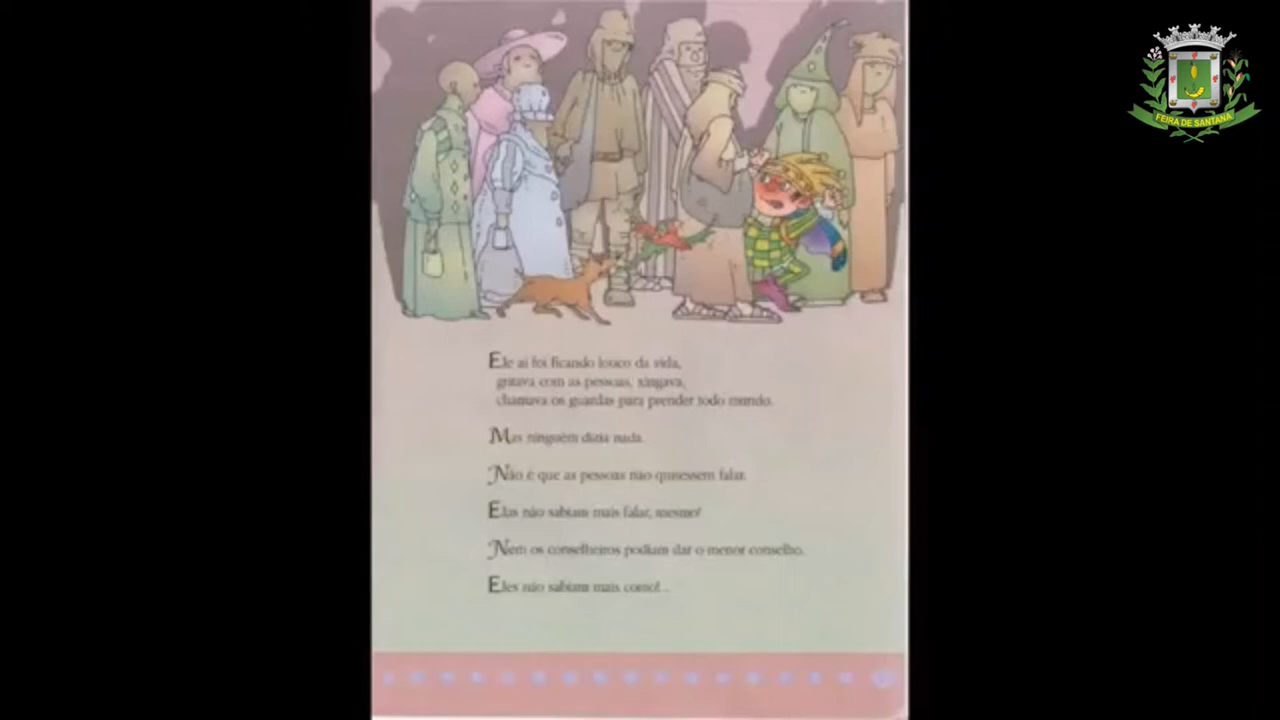 FEIRA DE SANTANA
Ele aí foi ficando louco da vida,
gritava com as pessoas, xingava,
chamava os guardas para prender todo mundo.
Mas ninguém dizia nada.
Não é que as pessoas não quisessem falar.
Elas não sabiam mais falar, mesmo!
Nem os conselheiros podiam dar o menor conselho.
Eles não sabiam mais como!...